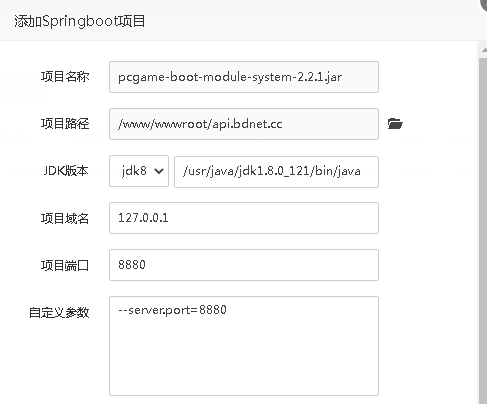 添加Springboot项目
项目名称 pcgame-boot-module-system-2.2.1.jar
项目路径 /www/wwwroot/api.bdnet.cc
JDK版本 jdk8 /usr/java/jdk1.8.0_121/bin/java
项目域名 127.0.0.1
项目端口 8880
自定义参数 --server.port=8880